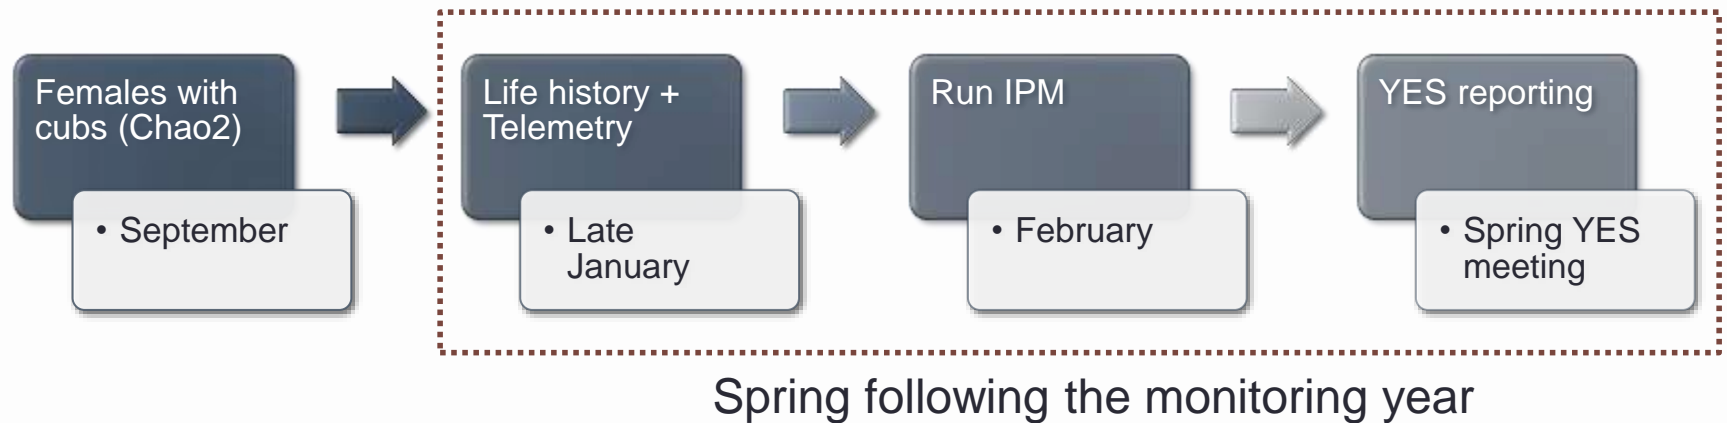 Females with
cubs (Chao2)
• September
Life history +
Telemetry
• Late
January
Run IPM
• February
YES reporting
• Spring YES
meeting
Spring following the monitoring year